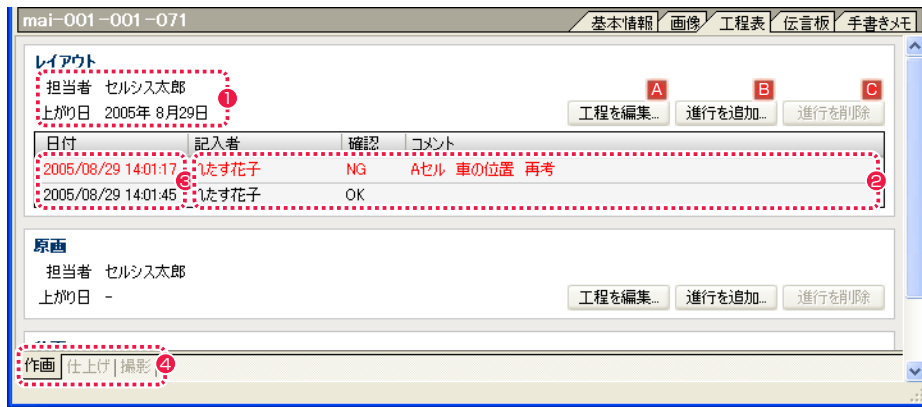 mai-001-001-071 基本情報 画像 工程表 伝言板 手書きメモ
レイアウト
担当者 セルシス太郎
1
A B C
上がり日 2005年 8月29日 工程を編集... 進行を追加... 進行を削除
日付 記入者 確認 コメント
2005/08/29 14:01:17 れたす花子 NG Aセル 車の位置 再考
3 2
2005/08/29 14:01:45 れたす花子 OK
原画
担当者 セルシス太郎
上がり日 - 工程を編集... 進行を追加... 進行を削除
作画 仕上げ 撮影 4